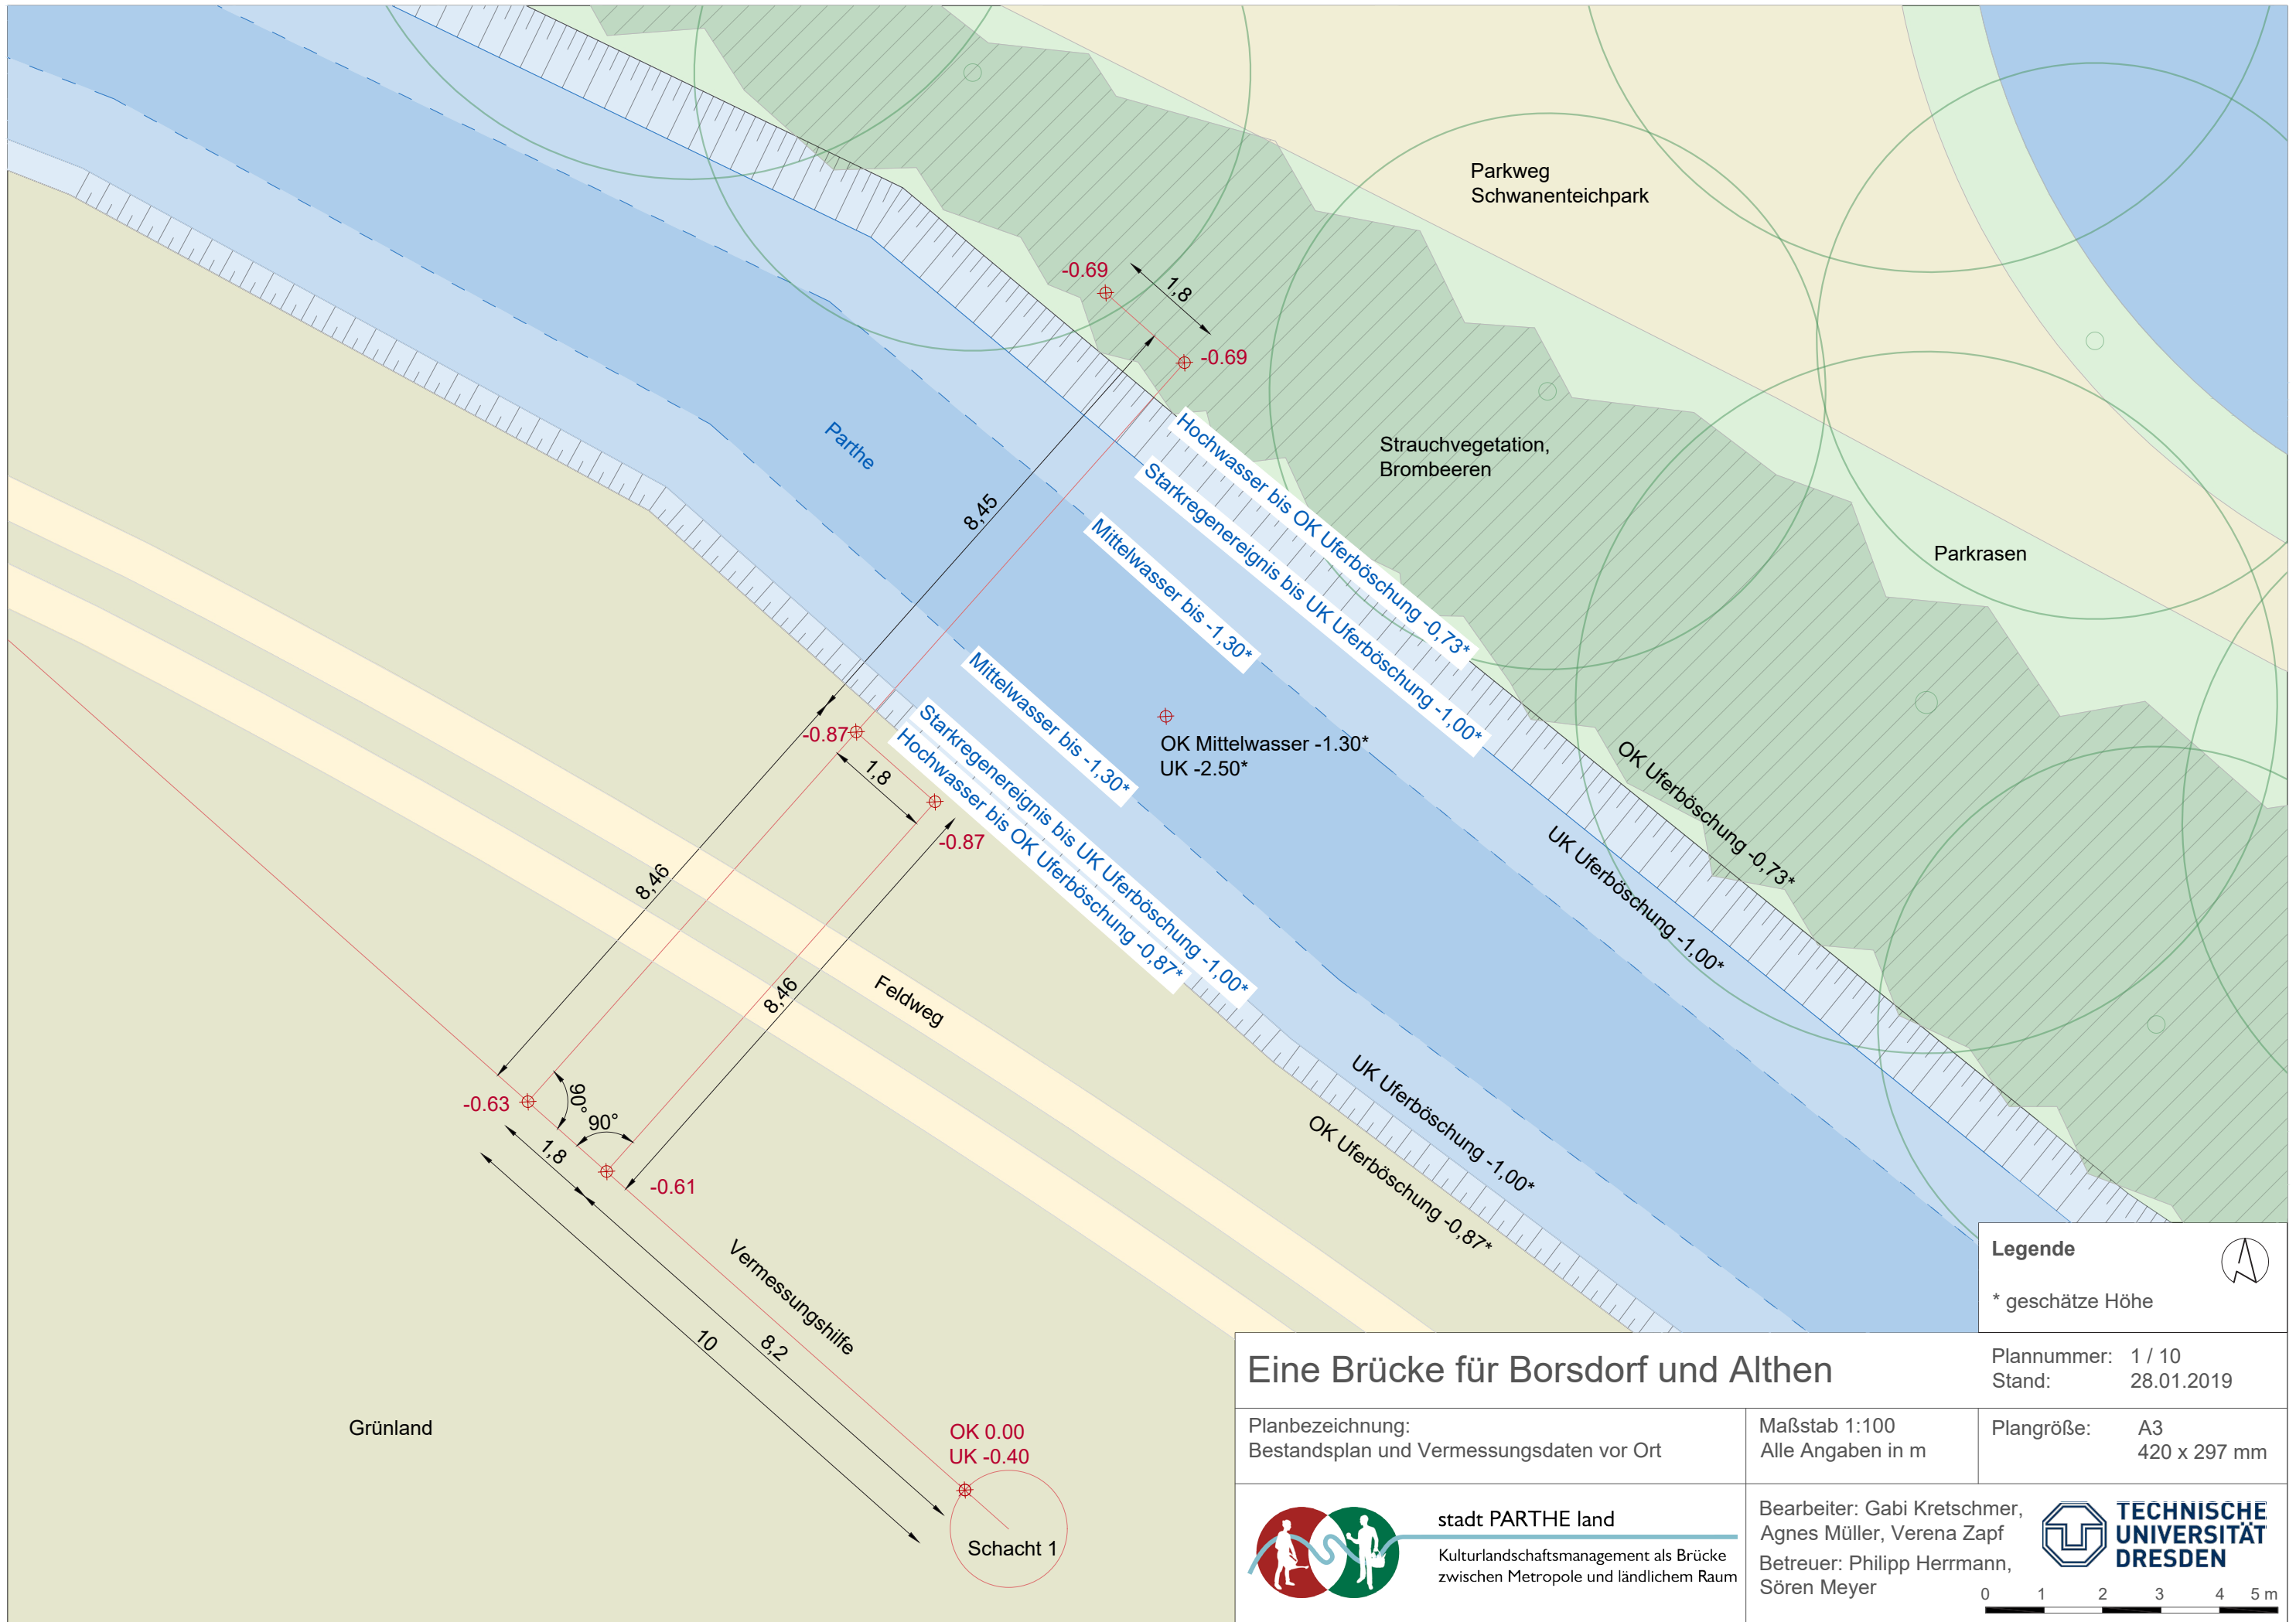 Parkweg
Schwanenteichpark
-0.69
1,8
-0.69
Parthe
8,45
Strauchvegetation,
Brombeeren
Parkrasen
Hochwasser bis OK Uferböschung -0,73*
Starkregenereignis bis UK Uferböschung -1,00*
Mittelwasser bis -1,30*
Mittelwasser bis -1,30*
Starkregenereignis bis UK Uferböschung -1,00*
Hochwasser bis OK Uferböschung -0,87*
OK Mittelwasser -1.30*
UK -2.50*
-0.87
1,8
-0.87
OK Uferböschung -0,73*
UK Uferböschung -1,00*
8,46
8,46
Feldweg
UK Uferböschung -1,00*
OK Uferböschung -0,87*
-0.63
90°
90°
1,8
-0.61
Vermessungshilfe
10
8,2
Grünland
OK 0.00
UK -0.40
Schacht 1
Legende
* geschätze Höhe
Eine Brücke für Borsdorf und Althen
Plannummer: 1 / 10
Stand: 28.01.2019
Planbezeichnung:
Bestandsplan und Vermessungsdaten vor Ort
Maßstab 1:100
Alle Angaben in m
Plangröße: A3
420 x 297 mm
stadt PARTHE land
Kulturlandschaftsmanagement als Brücke
zwischen Metropole und ländlichem Raum
Bearbeiter: Gabi Kretschmer,
Agnes Müller, Verena Zapf
Betreuer: Philipp Herrmann,
Sören Meyer
TECHNISCHE
UNIVERSITÄT
DRESDEN
0 1 2 3 4 5 m